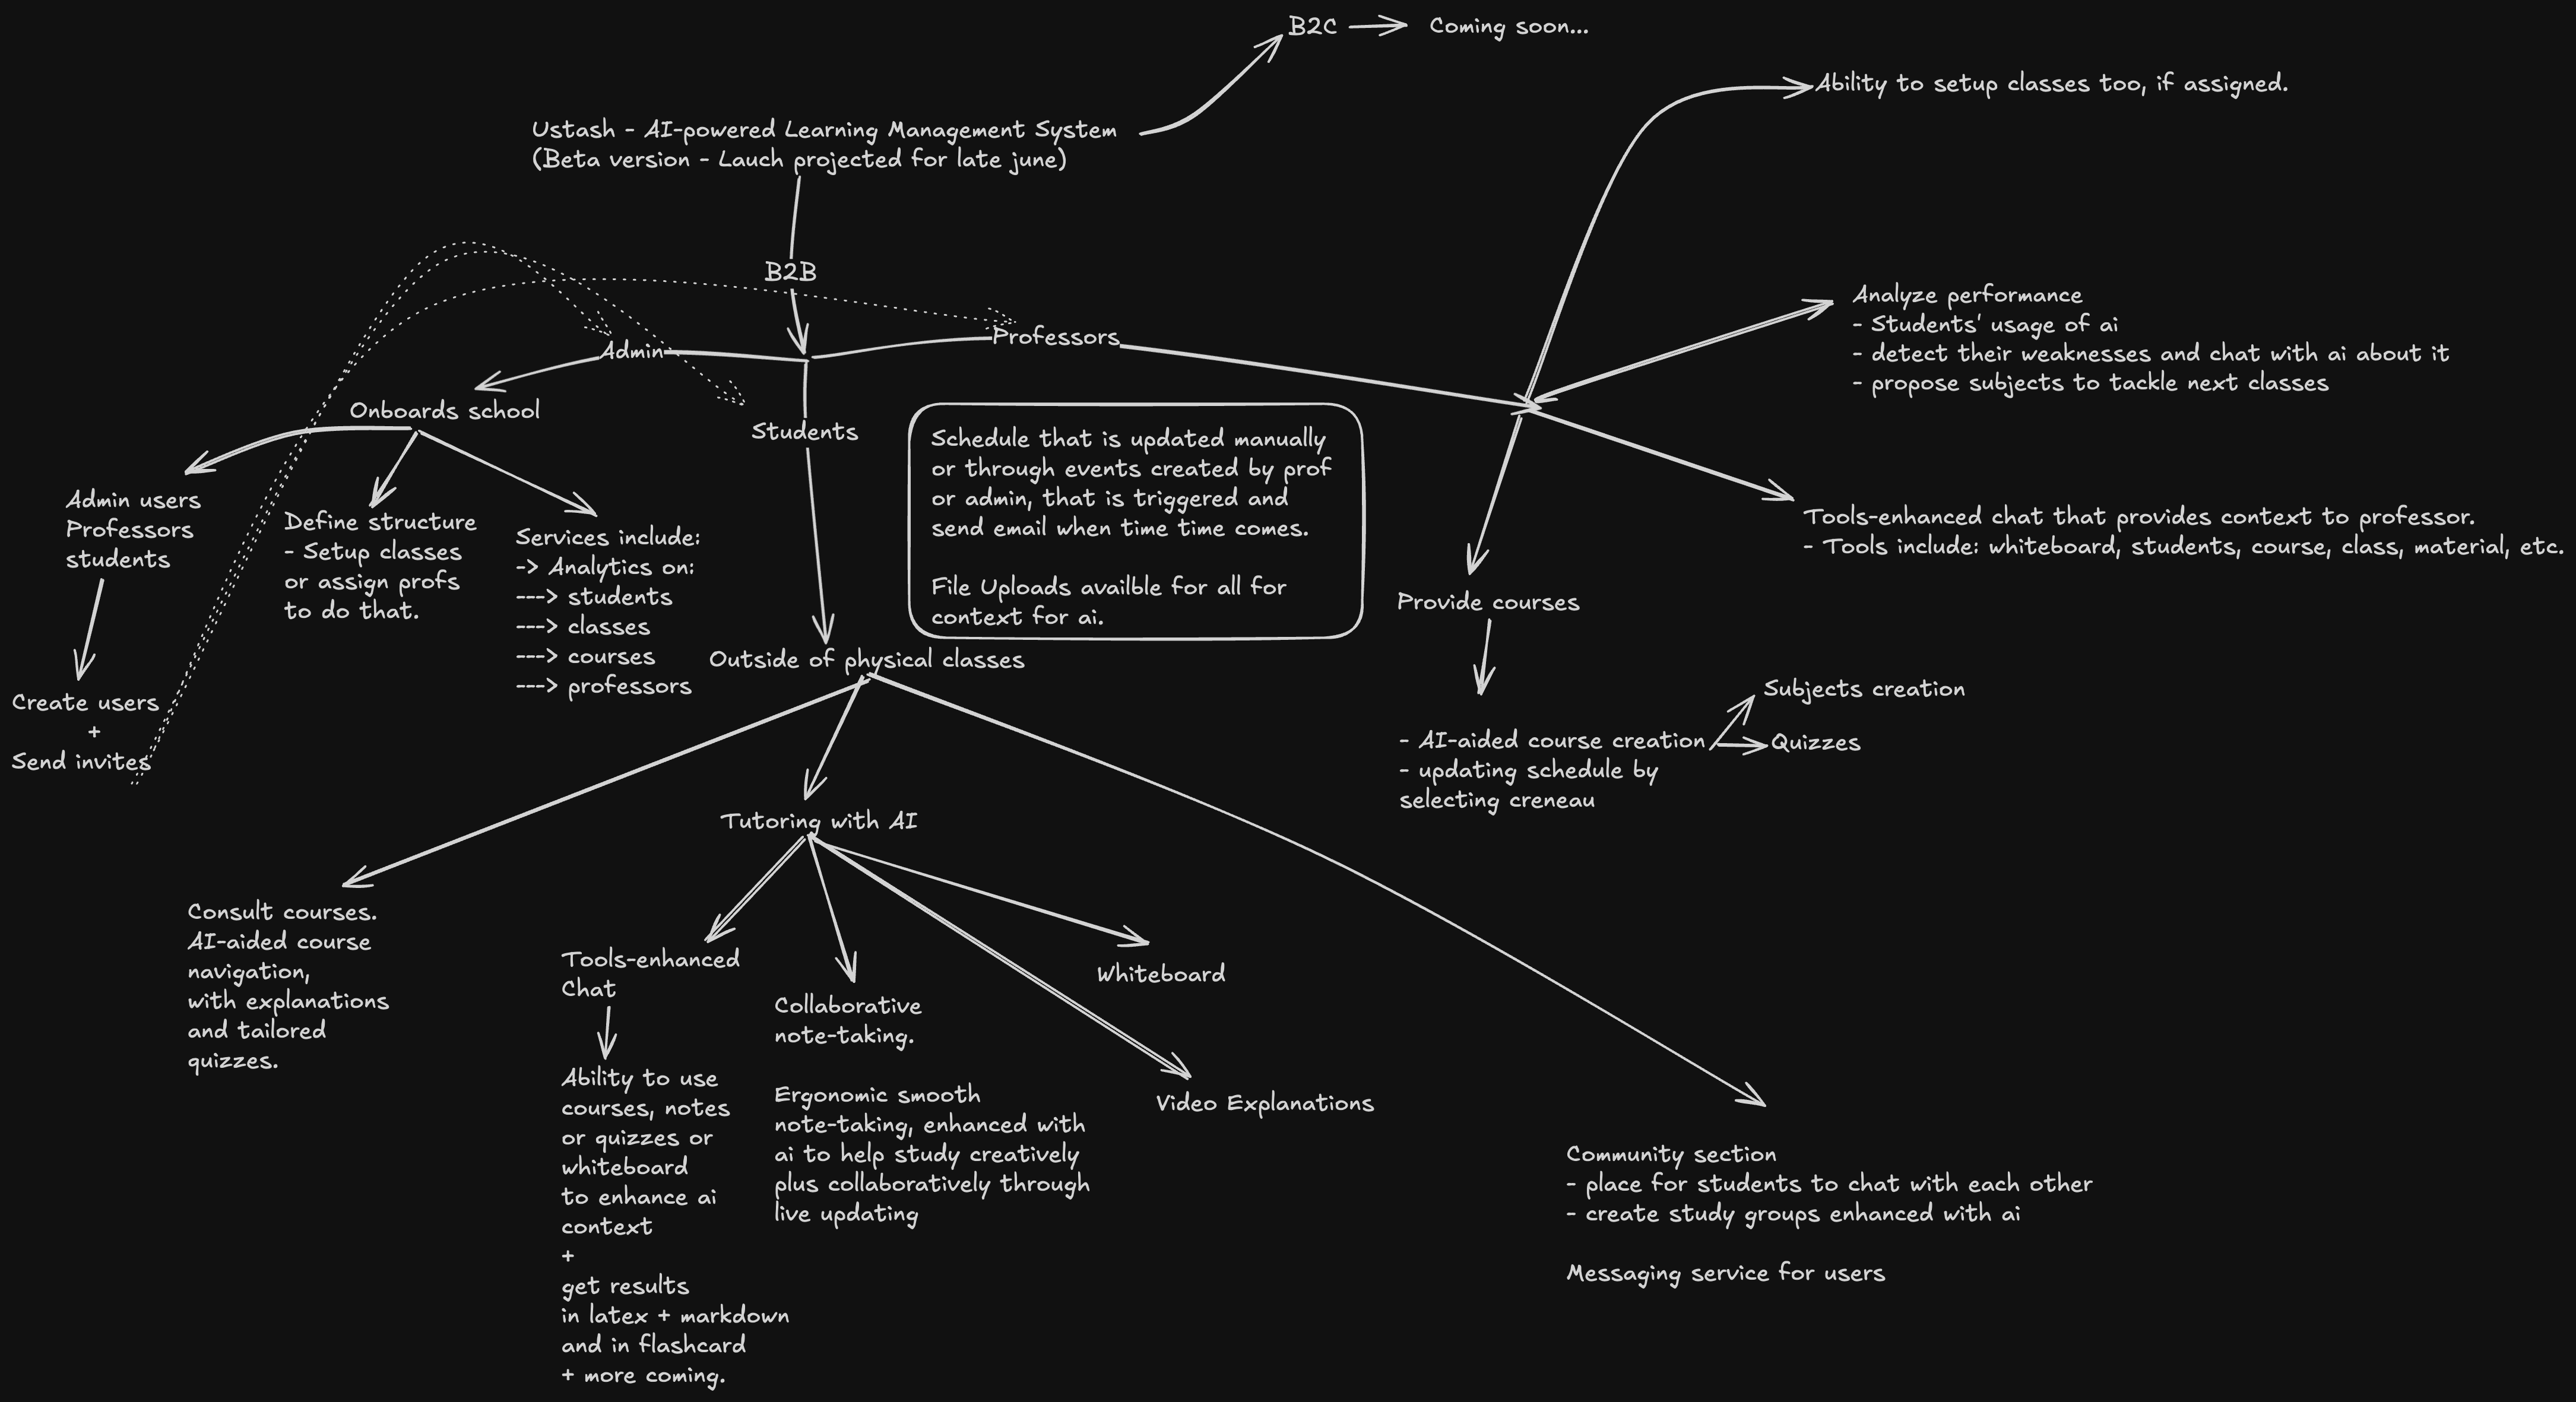 B2C
Coming soon...
Ability to setup classes too, if assigned.
Ustash - AI-powered Learning Management System
(Beta version - Lauch projected for late june)
B2B
Admin
Professors
Students
Onboards school
Admin users
Professors
students
Create users
+
Send invites
Define structure
- Setup classes
or assign profs
to do that.
Services include:
-> Analytics on:
---> students
---> classes
---> courses
---> professors
Schedule that is updated manually
or through events created by prof
or admin, that is triggered and
send email when time time comes.
File Uploads availble for all for
context for ai.
Analyze performance
- Students' usage of ai
- detect their weaknesses and chat with ai about it
- propose subjects to tackle next classes
Tools-enhanced chat that provides context to professor.
- Tools include: whiteboard, students, course, class, material, etc.
Provide courses
- AI-aided course creation
- updating schedule by
selecting creneau
Subjects creation
Quizzes
Outside of physical classes
Consult courses.
AI-aided course
navigation,
with explanations
and tailored
quizzes.
Tutoring with AI
Tools-enhanced
Chat
Ability to use
courses, notes
or quizzes or
whiteboard
to enhance ai
context
+
get results
in latex + markdown
and in flashcard
+ more coming.
Collaborative
note-taking.
Ergonomic smooth
note-taking, enhanced with
ai to help study creatively
plus collaboratively through
live updating
Whiteboard
Video Explanations
Community section
- place for students to chat with each other
- create study groups enhanced with ai
Messaging service for users